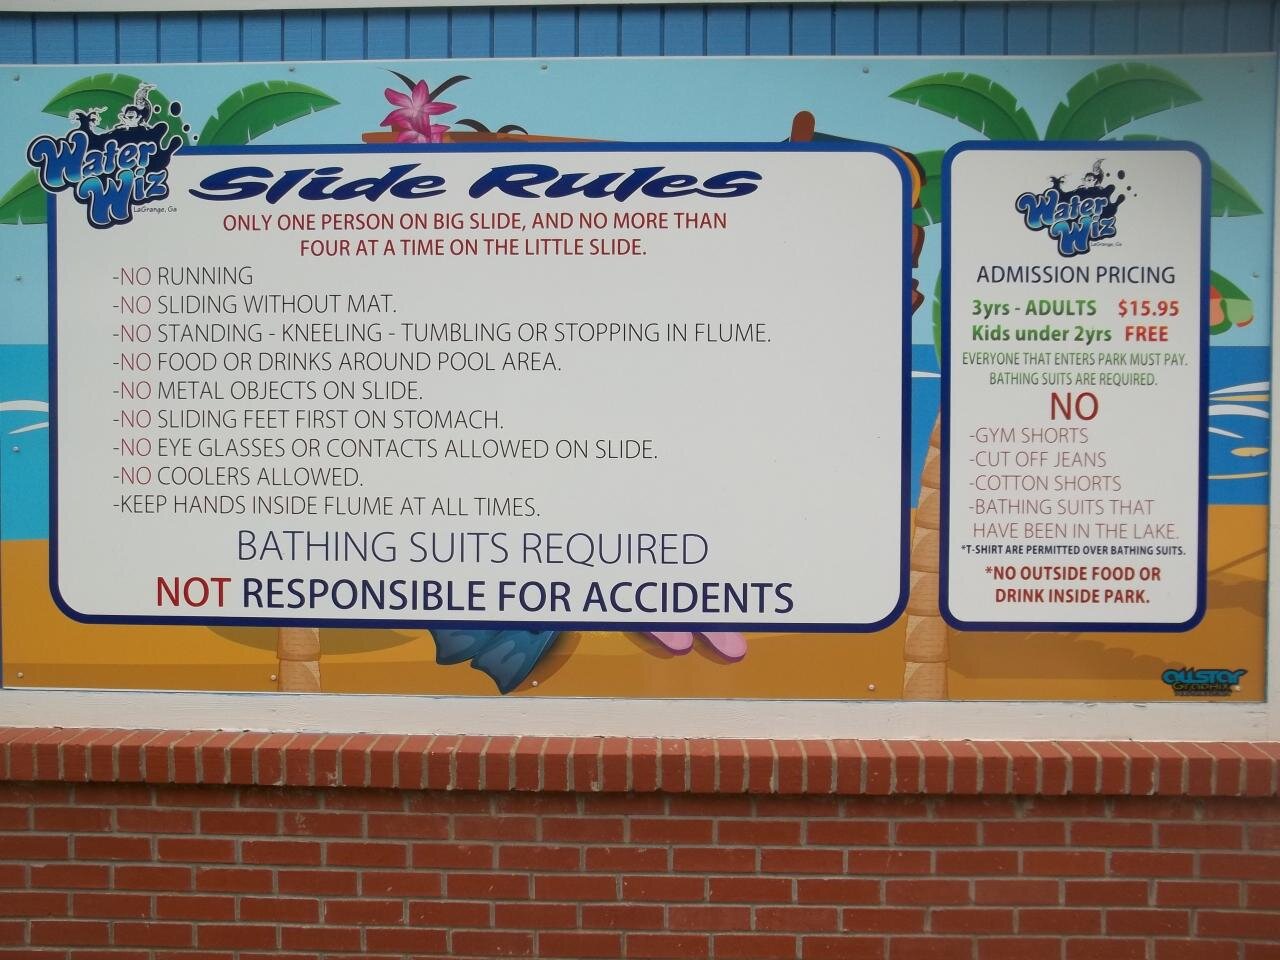 Water
Wiz
LaGrange, Ga
Slide Rules
ONLY ONE PERSON ON BIG SLIDE, AND NO MORE THAN
FOUR AT A TIME ON THE LITTLE SLIDE.
-NO RUNNING
-NO SLIDING WITHOUT MAT.
-NO STANDING - KNEELING - TUMBLING OR STOPPING IN FLUME.
-NO FOOD OR DRINKS AROUND POOL AREA.
-NO METAL OBJECTS ON SLIDE.
-NO SLIDING FEET FIRST ON STOMACH.
-NO EYE GLASSES OR CONTACTS ALLOWED ON SLIDE.
-NO COOLERS ALLOWED.
-KEEP HANDS INSIDE FLUME AT ALL TIMES.
BATHING SUITS REQUIRED
NOT RESPONSIBLE FOR ACCIDENTS
Water
Wiz
LaGrange, Ga
ADMISSION PRICING
3yrs - ADULTS $15.95
Kids under 2yrs FREE
EVERYONE THAT ENTERS PARK MUST PAY.
BATHING SUITS ARE REQUIRED.
NO
-GYM SHORTS
-CUT OFF JEANS
-COTTON SHORTS
-BATHING SUITS THAT
HAVE BEEN IN THE LAKE.
*T-SHIRT ARE PERMITTED OVER BATHING SUITS.
*NO OUTSIDE FOOD OR
DRINK INSIDE PARK.
allstar
Graphix